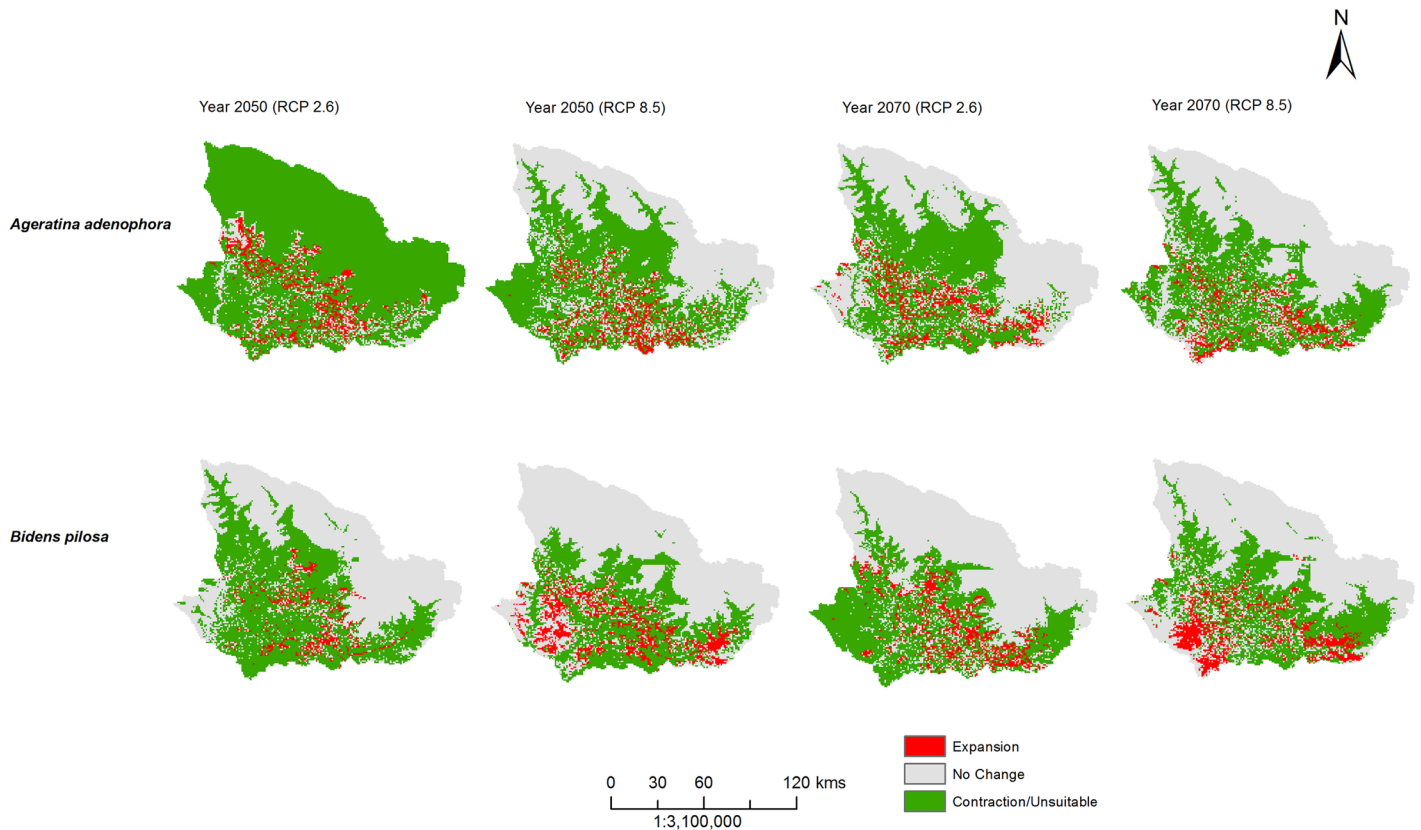 N
Year 2050 (RCP 2.6)
Year 2050 (RCP 8.5)
Year 2070 (RCP 2.6)
Year 2070 (RCP 8.5)
Ageratina adenophora
Bidens pilosa
Expansion
No Change
Contraction/Unsuitable
0 30 60 120 kms
1:3,100,000